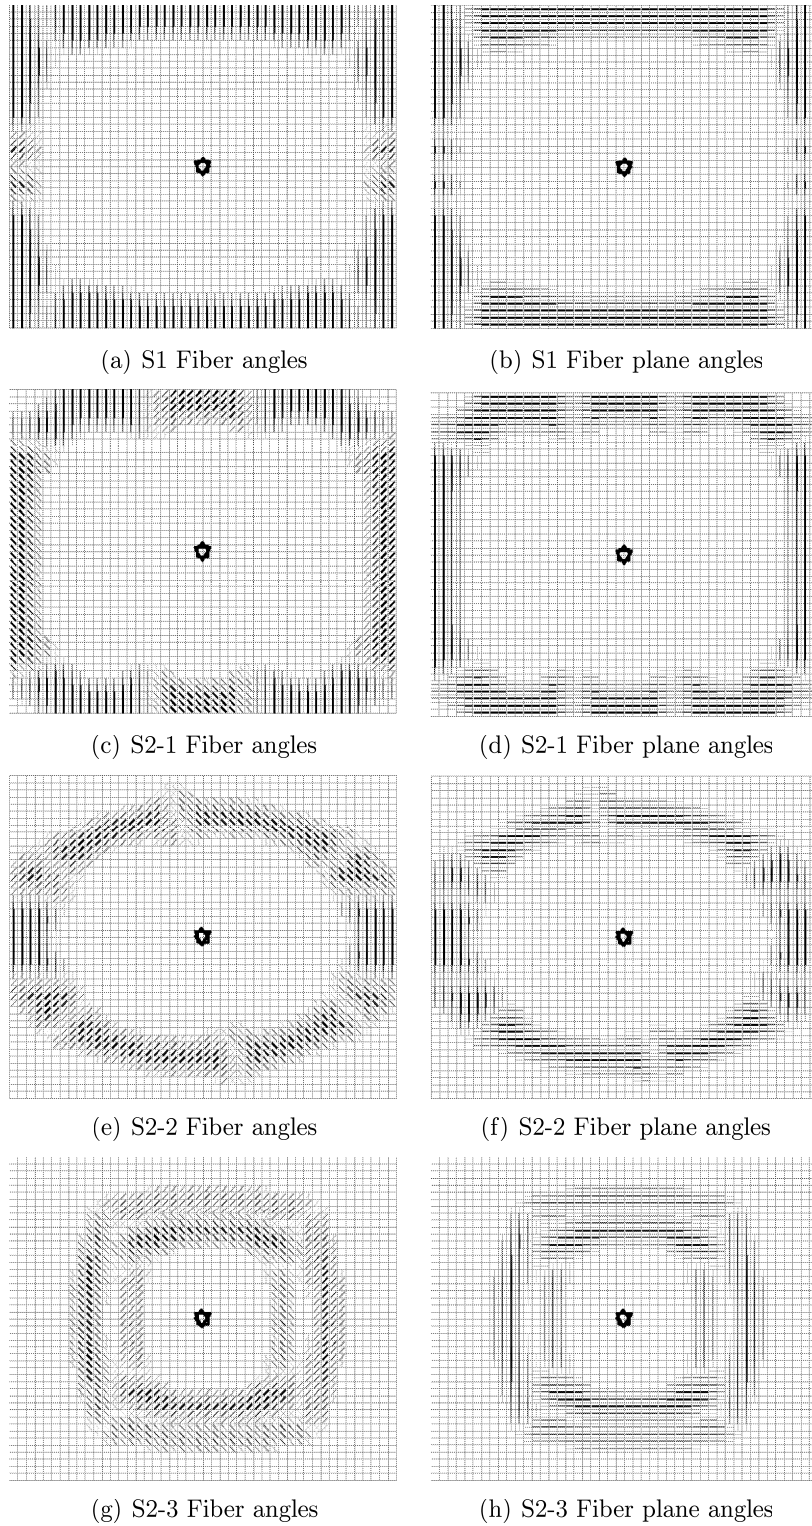 (a) S1 Fiber angles
(b) S1 Fiber plane angles
(c) S2-1 Fiber angles
(d) S2-1 Fiber plane angles
(e) S2-2 Fiber angles
(f) S2-2 Fiber plane angles
(g) S2-3 Fiber angles
(h) S2-3 Fiber plane angles